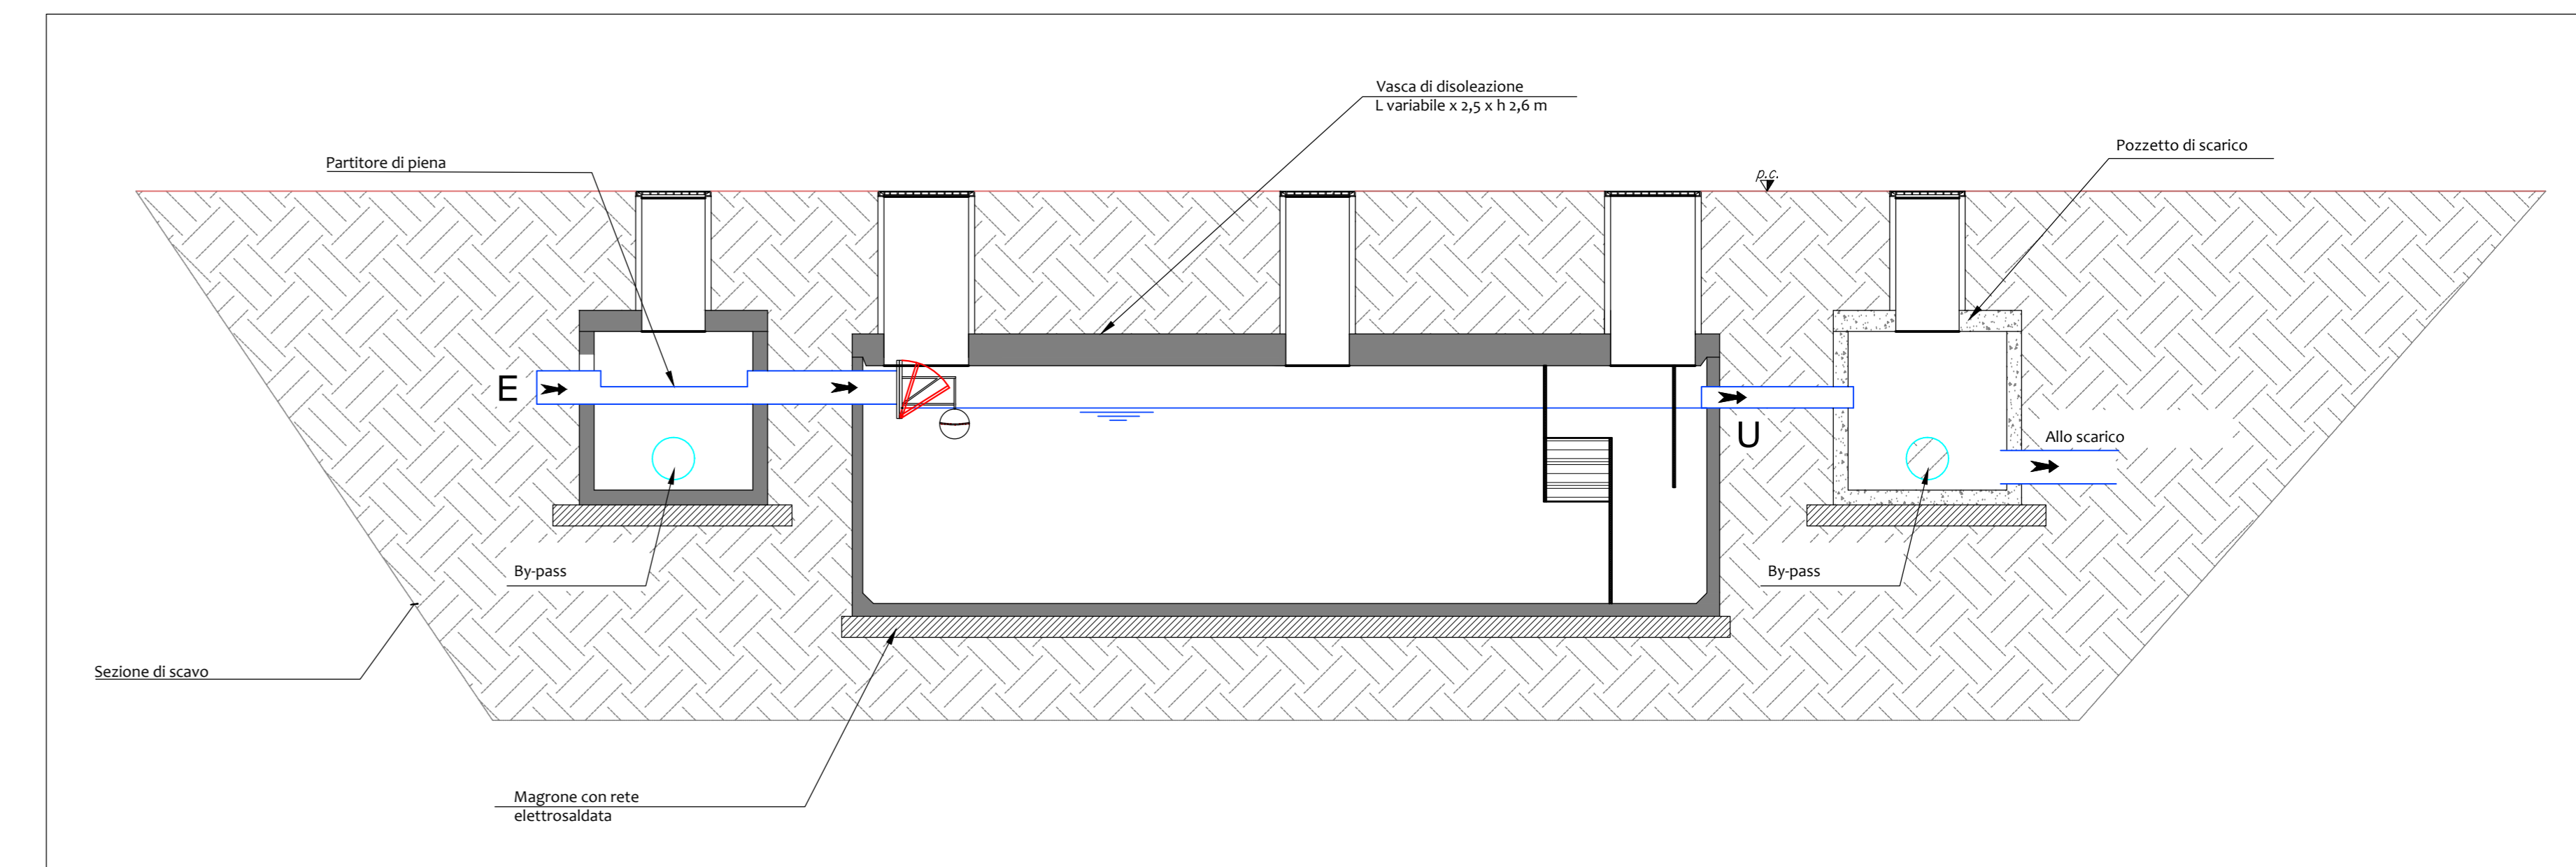 Vasca di disoleazione
L variabile x 2,5 x h 2,6 m
Pozzetto di scarico
Partitore di piena
p.c.
E
U
Allo scarico
By-pass
By-pass
Sezione di scavo
Magrone con rete
elettrosaldata